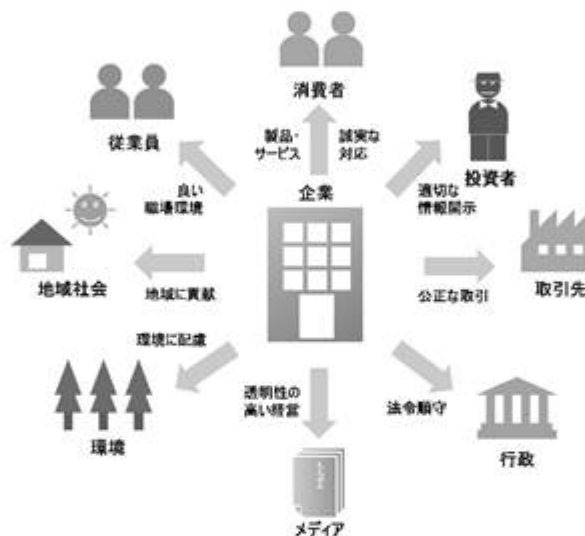 消費者
従業員
製品・
サービス
誠実な
対応
投資者
良い
職場環境
企業
適切な
情報開示
地域社会
地域に貢献
公正な取引
取引先
環境に配慮
環境
透明性の
高い経営
法令順守
行政
メディア